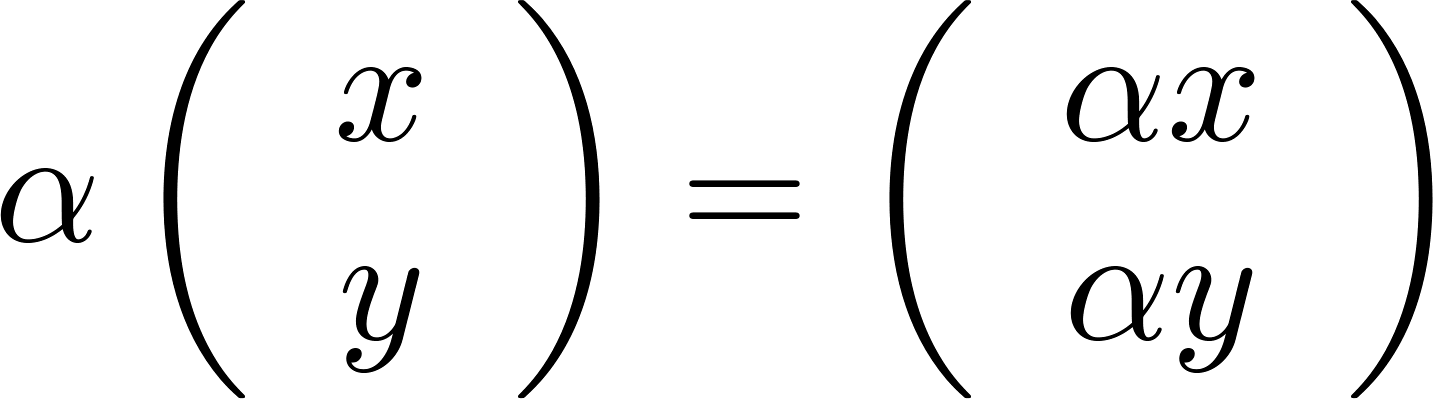 α ( x y ) = ( αx αy )